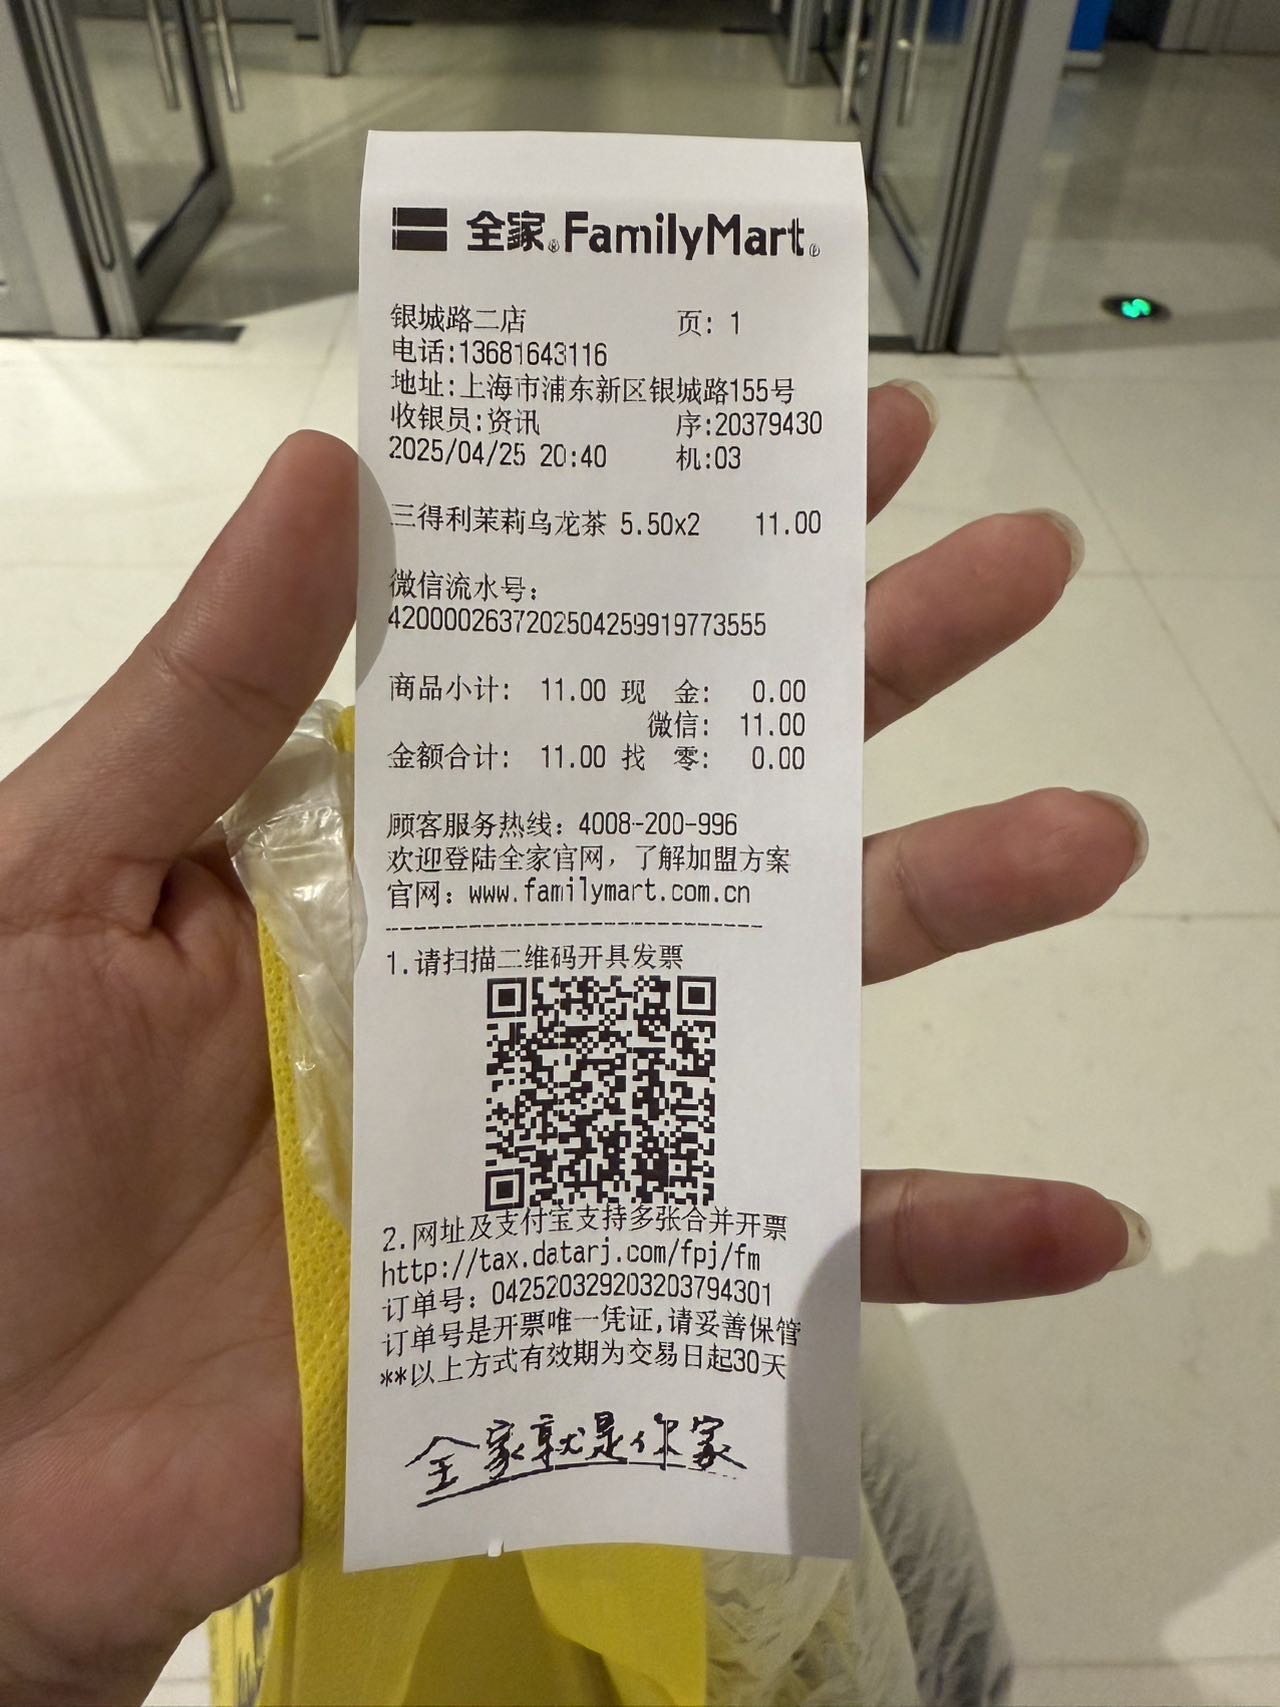 全家® FamilyMart®
银城路二店 页: 1
电话:13681643116
地址:上海市浦东新区银城路155号
收银员:资讯 序:20379430
2025/04/25 20:40 机:03
三得利茉莉乌龙茶 5.50x2 11.00
微信流水号:
4200002637202504259919773555
商品小计: 11.00 现 金: 0.00
微信: 11.00
金额合计: 11.00 找 零: 0.00
顾客服务热线: 4008-200-996
欢迎登陆全家官网, 了解加盟方案
官网: www.familymart.com.cn
1.请扫描二维码开具发票
2.网址及支付宝支持多张合并开票
http://tax.datarj.com/fpj/fm
订单号: 042520329203203794301
订单号是开票唯一凭证,请妥善保管
**以上方式有效期为交易日起30天
全家就是你家